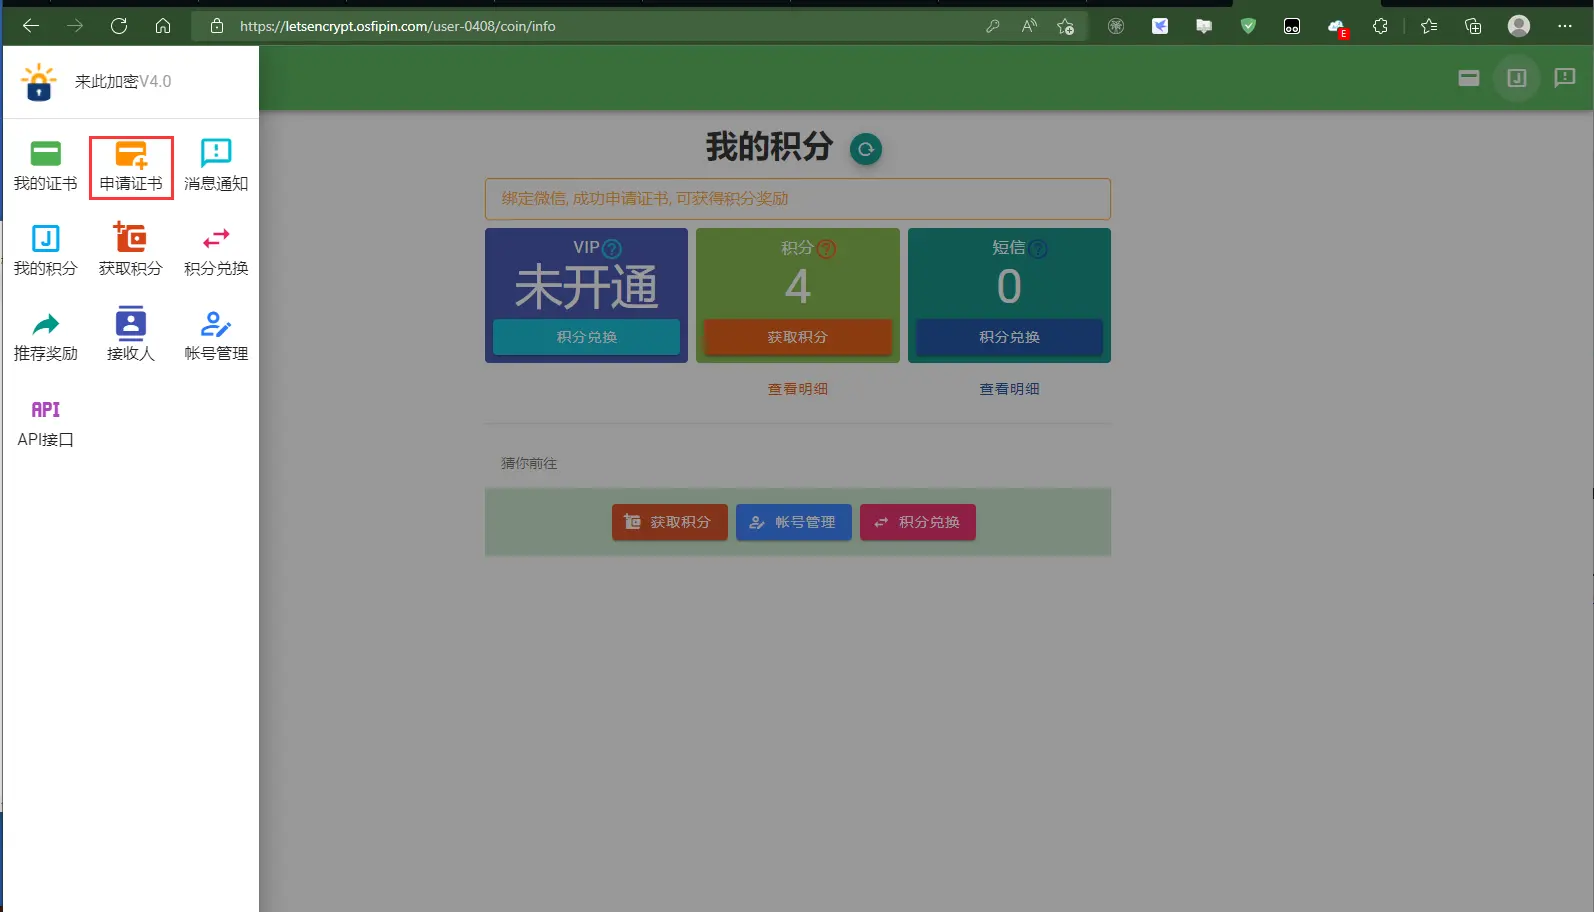 https://letsencrypt.osfipin.com/user-0408/coin/info
来此加密V4.0
我的证书 申请证书 消息通知
我的积分 获取积分 积分兑换
推荐奖励 接收人 帐号管理
API
API接口
我的积分
绑定微信, 成功申请证书, 可获得积分奖励
VIP? 积分? 短信?
未开通 4 0
积分兑换 获取积分 积分兑换
查看明细 查看明细
猜你前往
获取积分 帐号管理 积分兑换